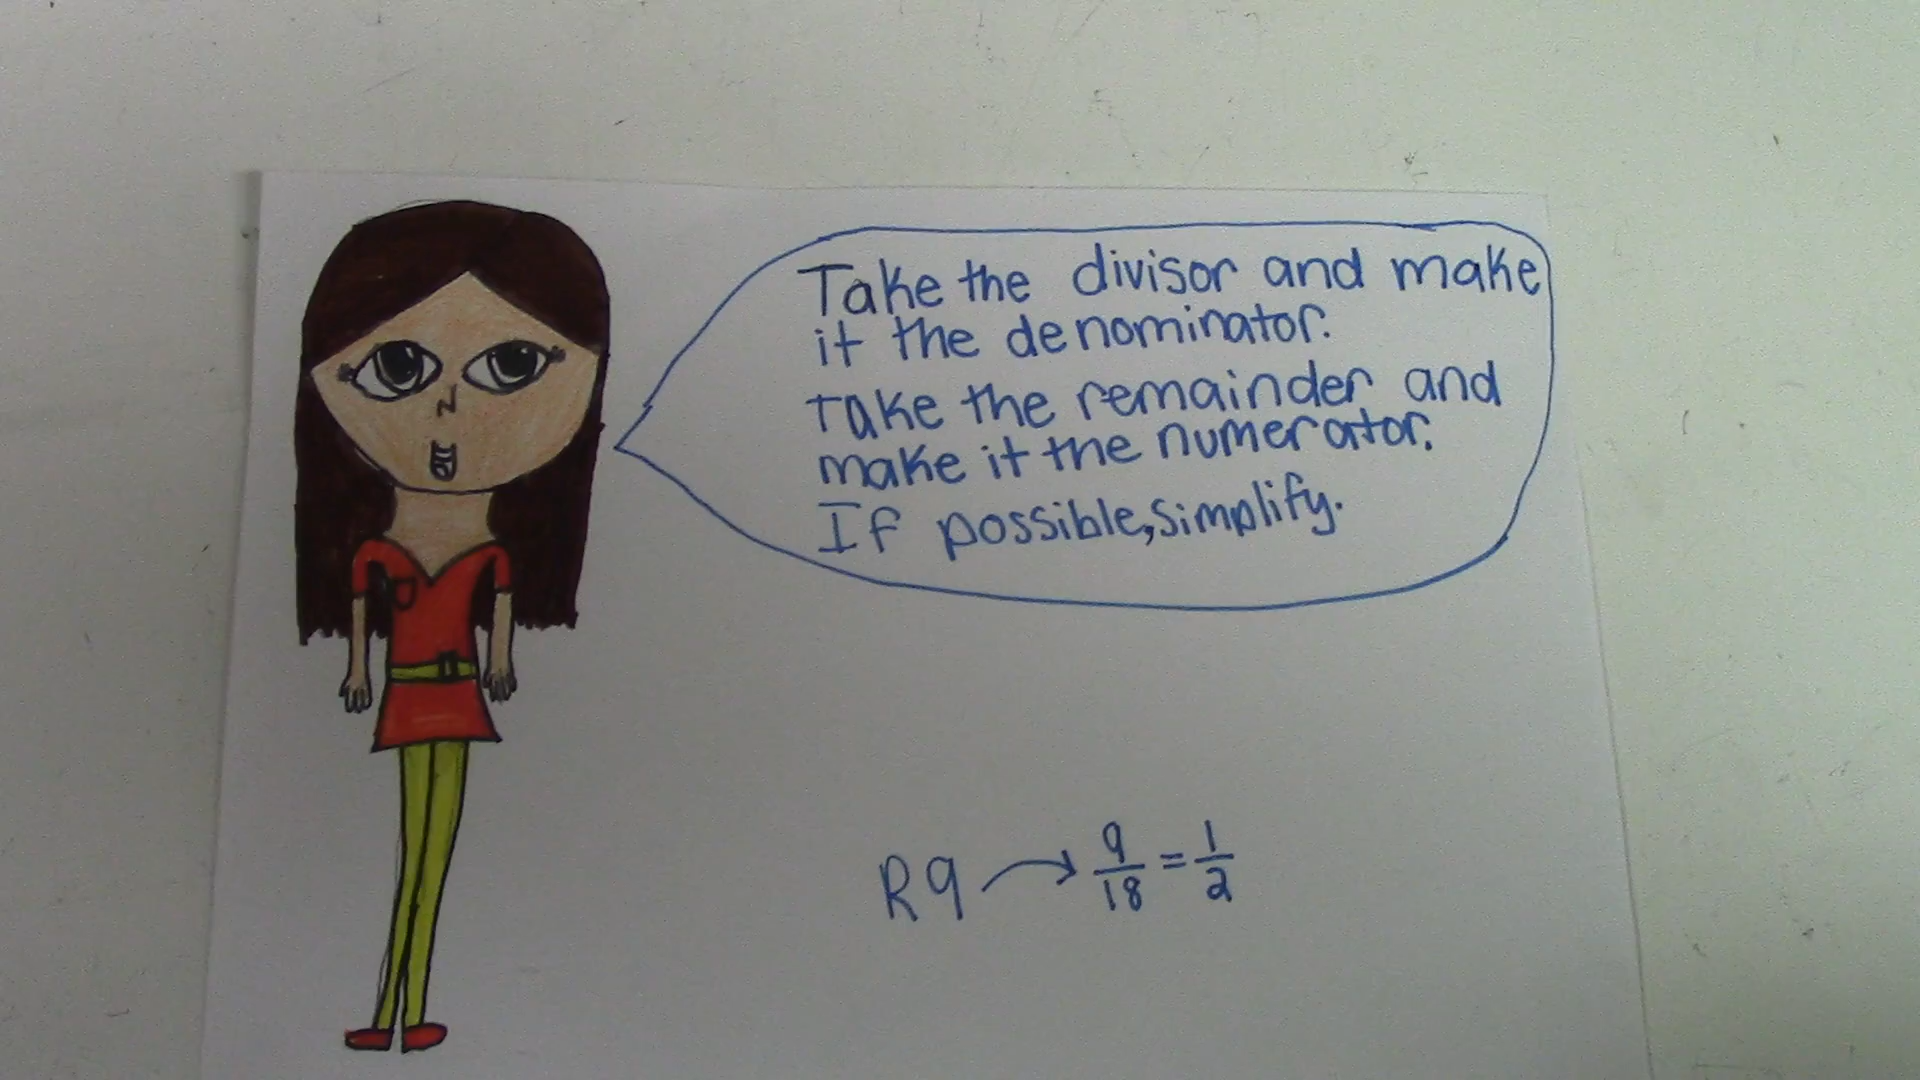 Take the divisor and make
it the denominator.
Take the remainder and
make it the numerator.
If possible, simplify.
R9 → 9/18 = 1/2